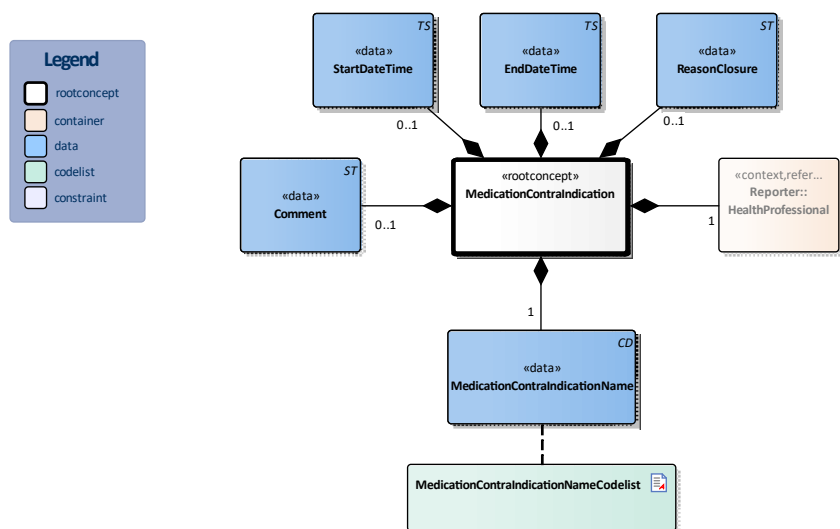 Legend
rootconcept
container
data
codelist
constraint
TS
«data»
StartDateTime
TS
«data»
EndDateTime
ST
«data»
ReasonClosure
0..1
0..1
0..1
ST
«data»
Comment
0..1
«rootconcept»
MedicationContraIndication
«context,refer...
Reporter::
HealthProfessional
1
1
CD
«data»
MedicationContraIndicationName
MedicationContraIndicationNameCodelist